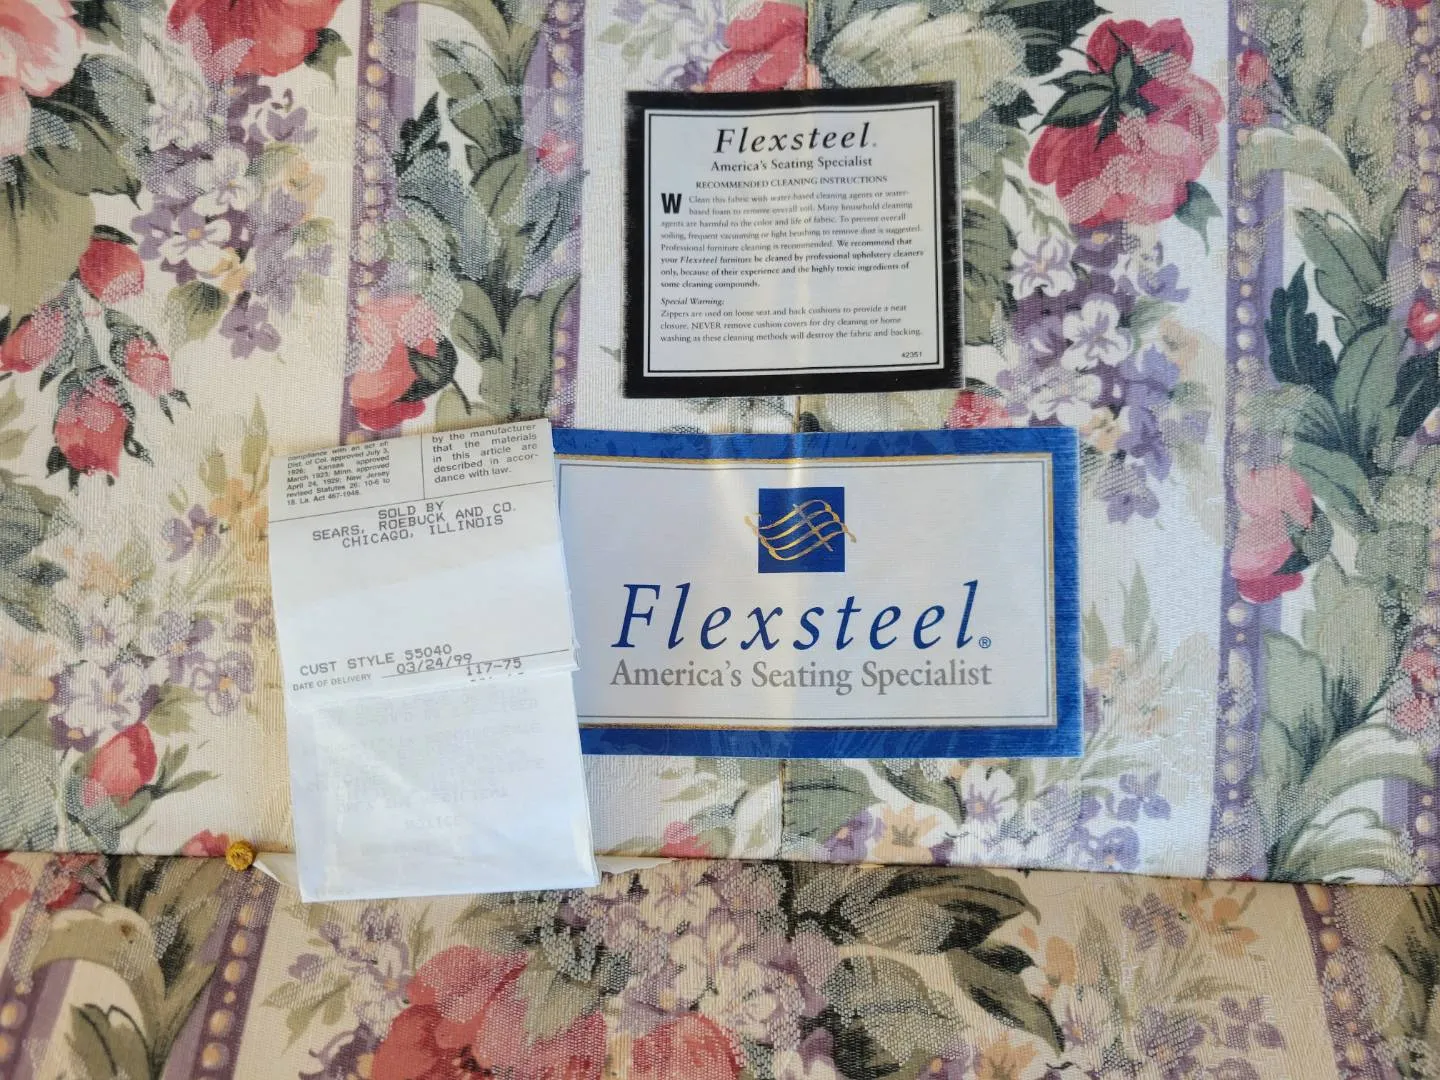 Flexsteel®
America's Seating Specialist
RECOMMENDED CLEANING INSTRUCTIONS
W Clean this fabric with water-based cleaning agents or water-
based foam to remove overall soil. Many household cleaning
agents are harmful to the color and life of fabric. To prevent overall
soiling, frequent vacuuming or light brushing to remove dust is suggested.
Professional furniture cleaning is recommended. We recommend that
your Flexsteel furniture be cleaned by professional upholstery cleaners
only, because of their experience and the highly toxic ingredients of
some cleaning compounds.
Special Warning:
Zippers are used on loose seat and back cushions to provide a neat
closure. NEVER remove cushion covers for dry cleaning or home
washing as these cleaning methods will destroy the fabric and backing.
42351
compliance with an act of
Dist. of Col. approved July 3,
1926; Kansas approved
March 1923; Minn. approved
April 24, 1929; New Jersey
revised Statutes 26: 10-6 to
18. La. Act 467-1948.
by the manufacturer
that the materials
in this article are
described in accor-
dance with law.
SOLD BY
SEARS, ROEBUCK AND CO.
CHICAGO, ILLINOIS
CUST STYLE 55040
DATE OF DELIVERY 03/24/99 117-75
Flexsteel®
America's Seating Specialist